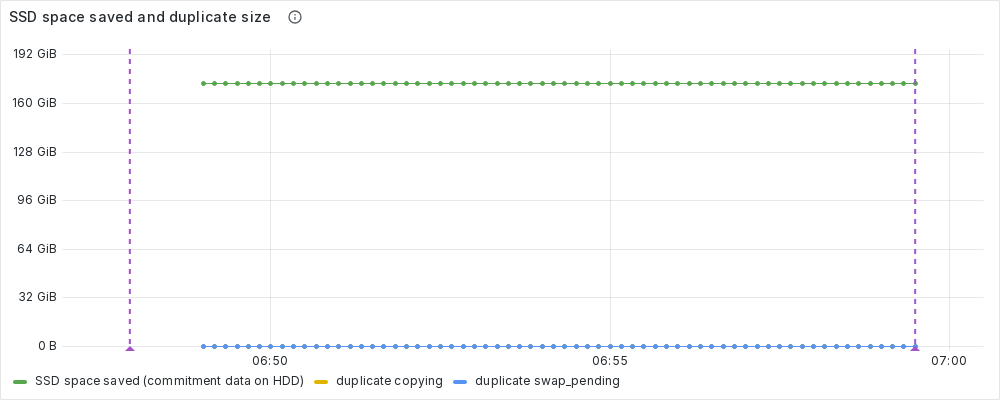 SSD space saved and duplicate size
192 GiB
160 GiB
128 GiB
96 GiB
64 GiB
32 GiB
0 B
06:50 06:55 07:00
SSD space saved (commitment data on HDD) duplicate copying duplicate swap_pending